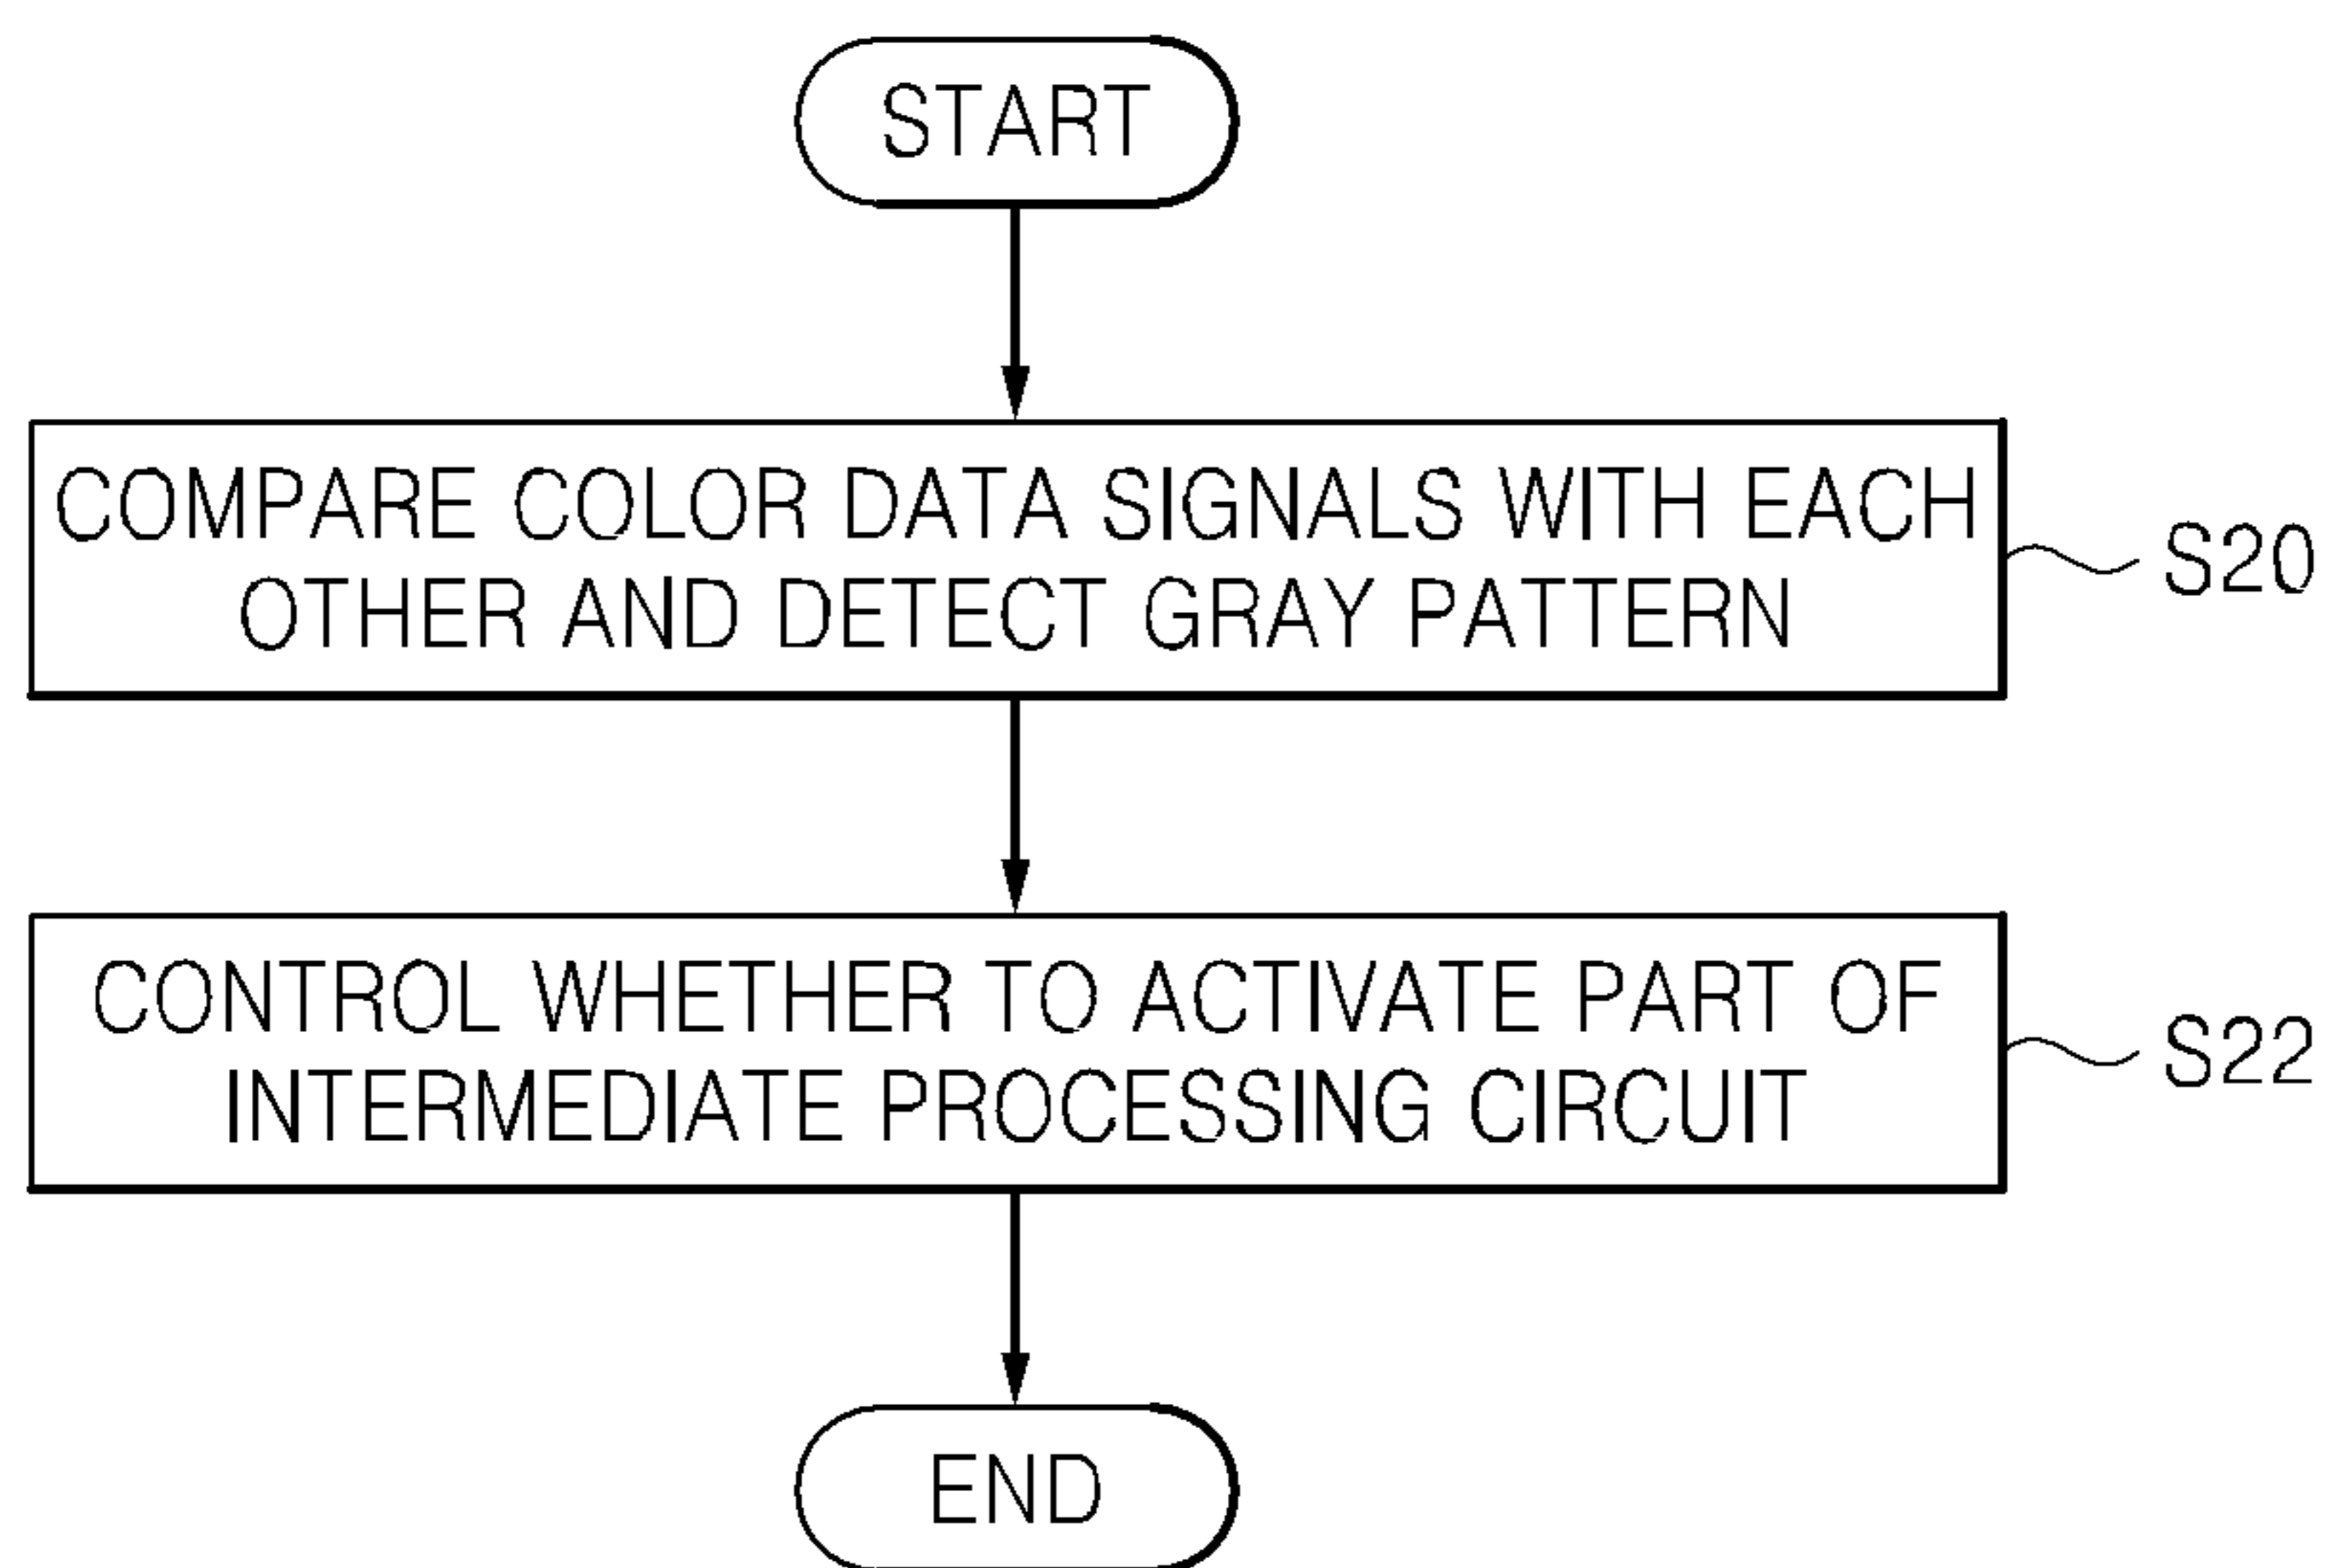 START
COMPARE COLOR DATA SIGNALS WITH EACH
OTHER AND DETECT GRAY PATTERN
S20
CONTROL WHETHER TO ACTIVATE PART OF
INTERMEDIATE PROCESSING CIRCUIT
S22
END